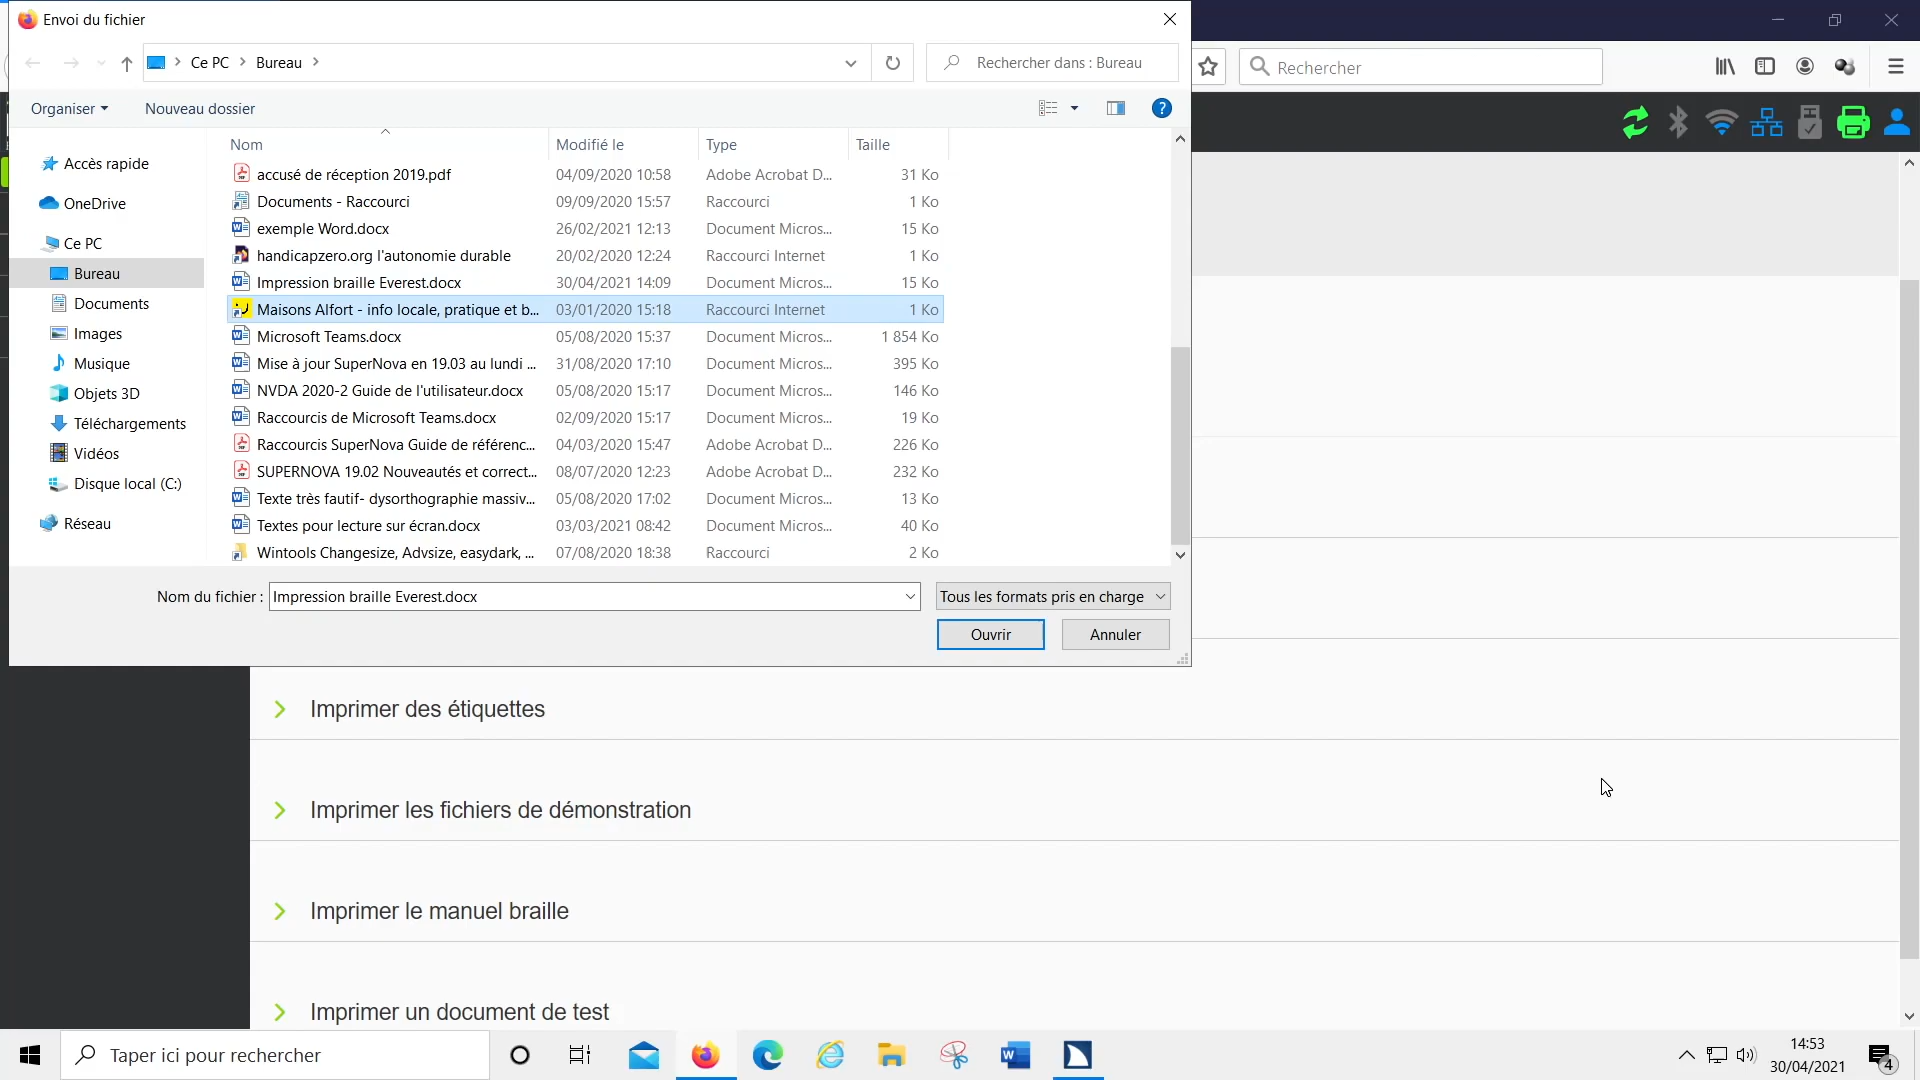 Envoi du fichier
Ce PC
Bureau
Rechercher dans : Bureau
Rechercher
Organiser
Nouveau dossier
Nom
Modifié le
Type
Taille
Accès rapide
OneDrive
Ce PC
Bureau
Documents
Images
Musique
Objets 3D
Téléchargements
Vidéos
Disque local (C:)
Réseau
accusé de réception 2019.pdf 04/09/2020 10:58 Adobe Acrobat D... 31 Ko
Documents - Raccourci 09/09/2020 15:57 Raccourci 1 Ko
exemple Word.docx 26/02/2021 12:13 Document Micros... 15 Ko
handicapzero.org l'autonomie durable 20/02/2020 12:24 Raccourci Internet 1 Ko
Impression braille Everest.docx 30/04/2021 14:09 Document Micros... 15 Ko
Maisons Alfort - info locale, pratique et b... 03/01/2020 15:18 Raccourci Internet 1 Ko
Microsoft Teams.docx 05/08/2020 15:37 Document Micros... 1 854 Ko
Mise à jour SuperNova en 19.03 au lundi ... 31/08/2020 17:10 Document Micros... 395 Ko
NVDA 2020-2 Guide de l'utilisateur.docx 05/08/2020 15:17 Document Micros... 146 Ko
Raccourcis de Microsoft Teams.docx 02/09/2020 15:17 Document Micros... 19 Ko
Raccourcis SuperNova Guide de référenc... 04/03/2020 15:47 Adobe Acrobat D... 226 Ko
SUPERNOVA 19.02 Nouveautés et correct... 08/07/2020 12:23 Adobe Acrobat D... 232 Ko
Texte très fautif- dysorthographie massiv... 05/08/2020 17:02 Document Micros... 13 Ko
Textes pour lecture sur écran.docx 03/03/2021 08:42 Document Micros... 40 Ko
Wintools Changesize, Advsize, easydark, ... 07/08/2020 18:38 Raccourci 2 Ko
Nom du fichier : Impression braille Everest.docx
Tous les formats pris en charge
Ouvrir
Annuler
Imprimer des étiquettes
Imprimer les fichiers de démonstration
Imprimer le manuel braille
Imprimer un document de test
Taper ici pour rechercher
14:53
30/04/2021
4